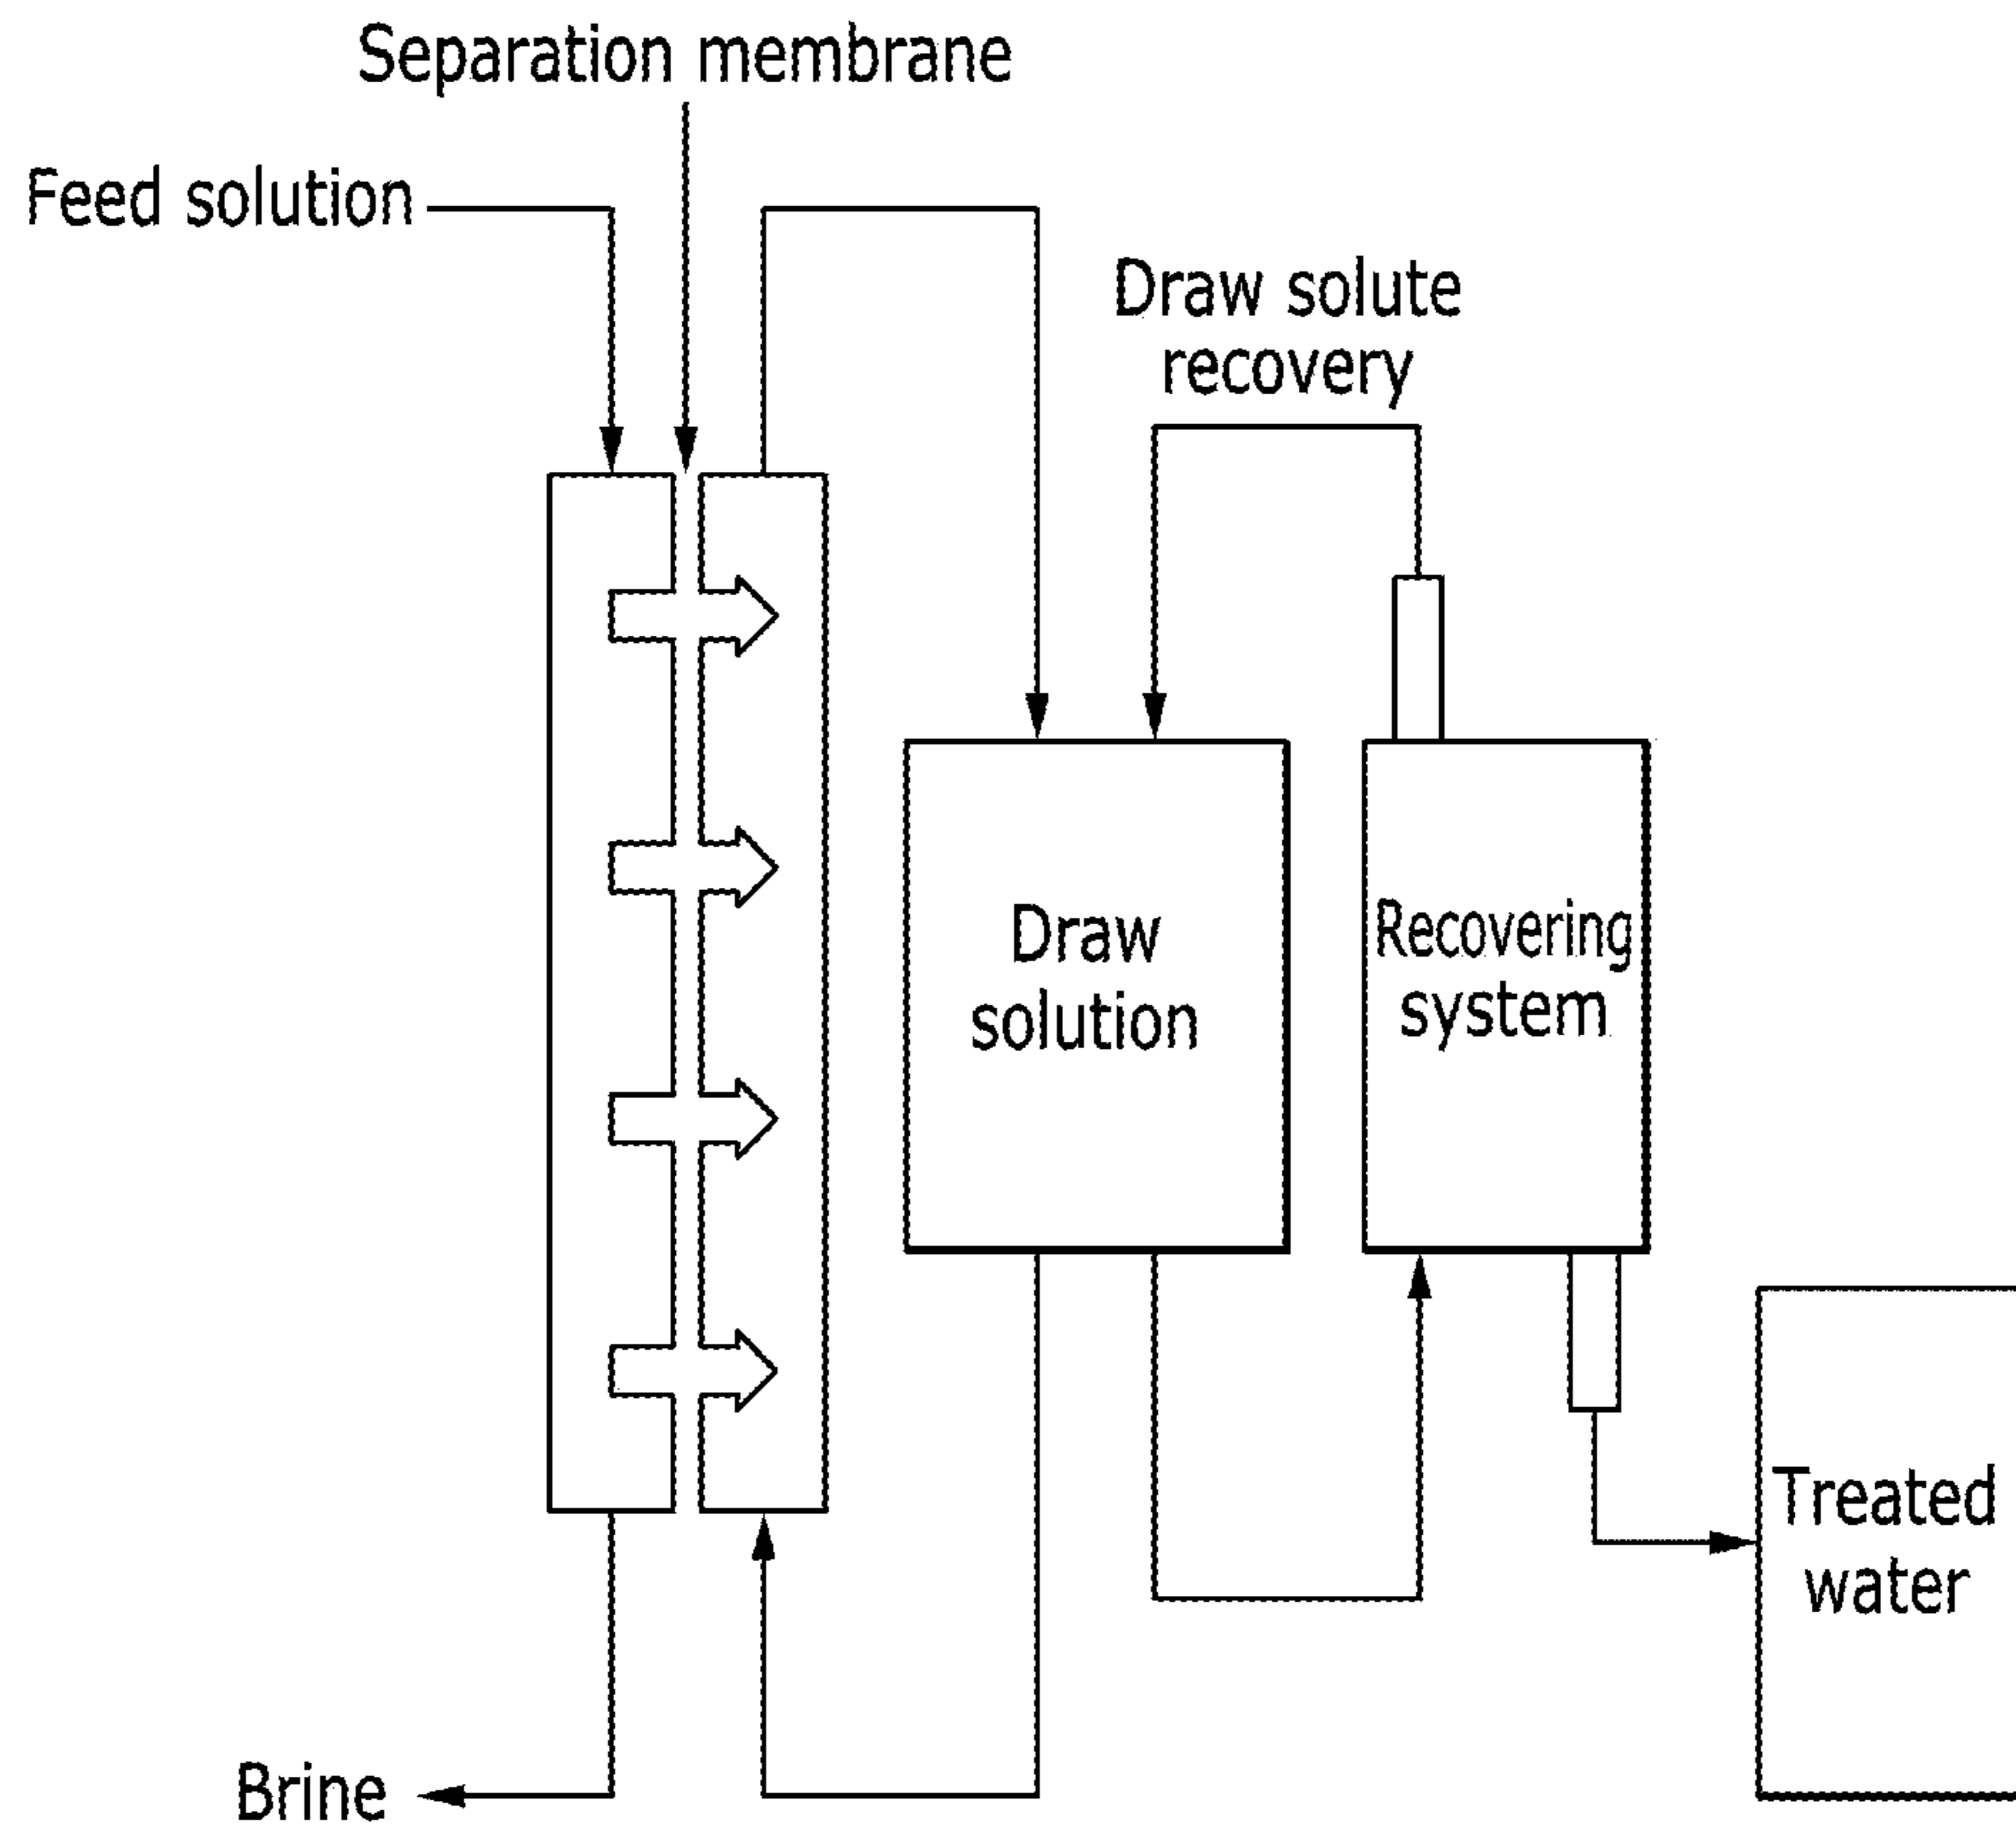 Separation membrane
Feed solution
Draw solute
recovery
Draw
solution
Recovering
system
Treated
water
Brine